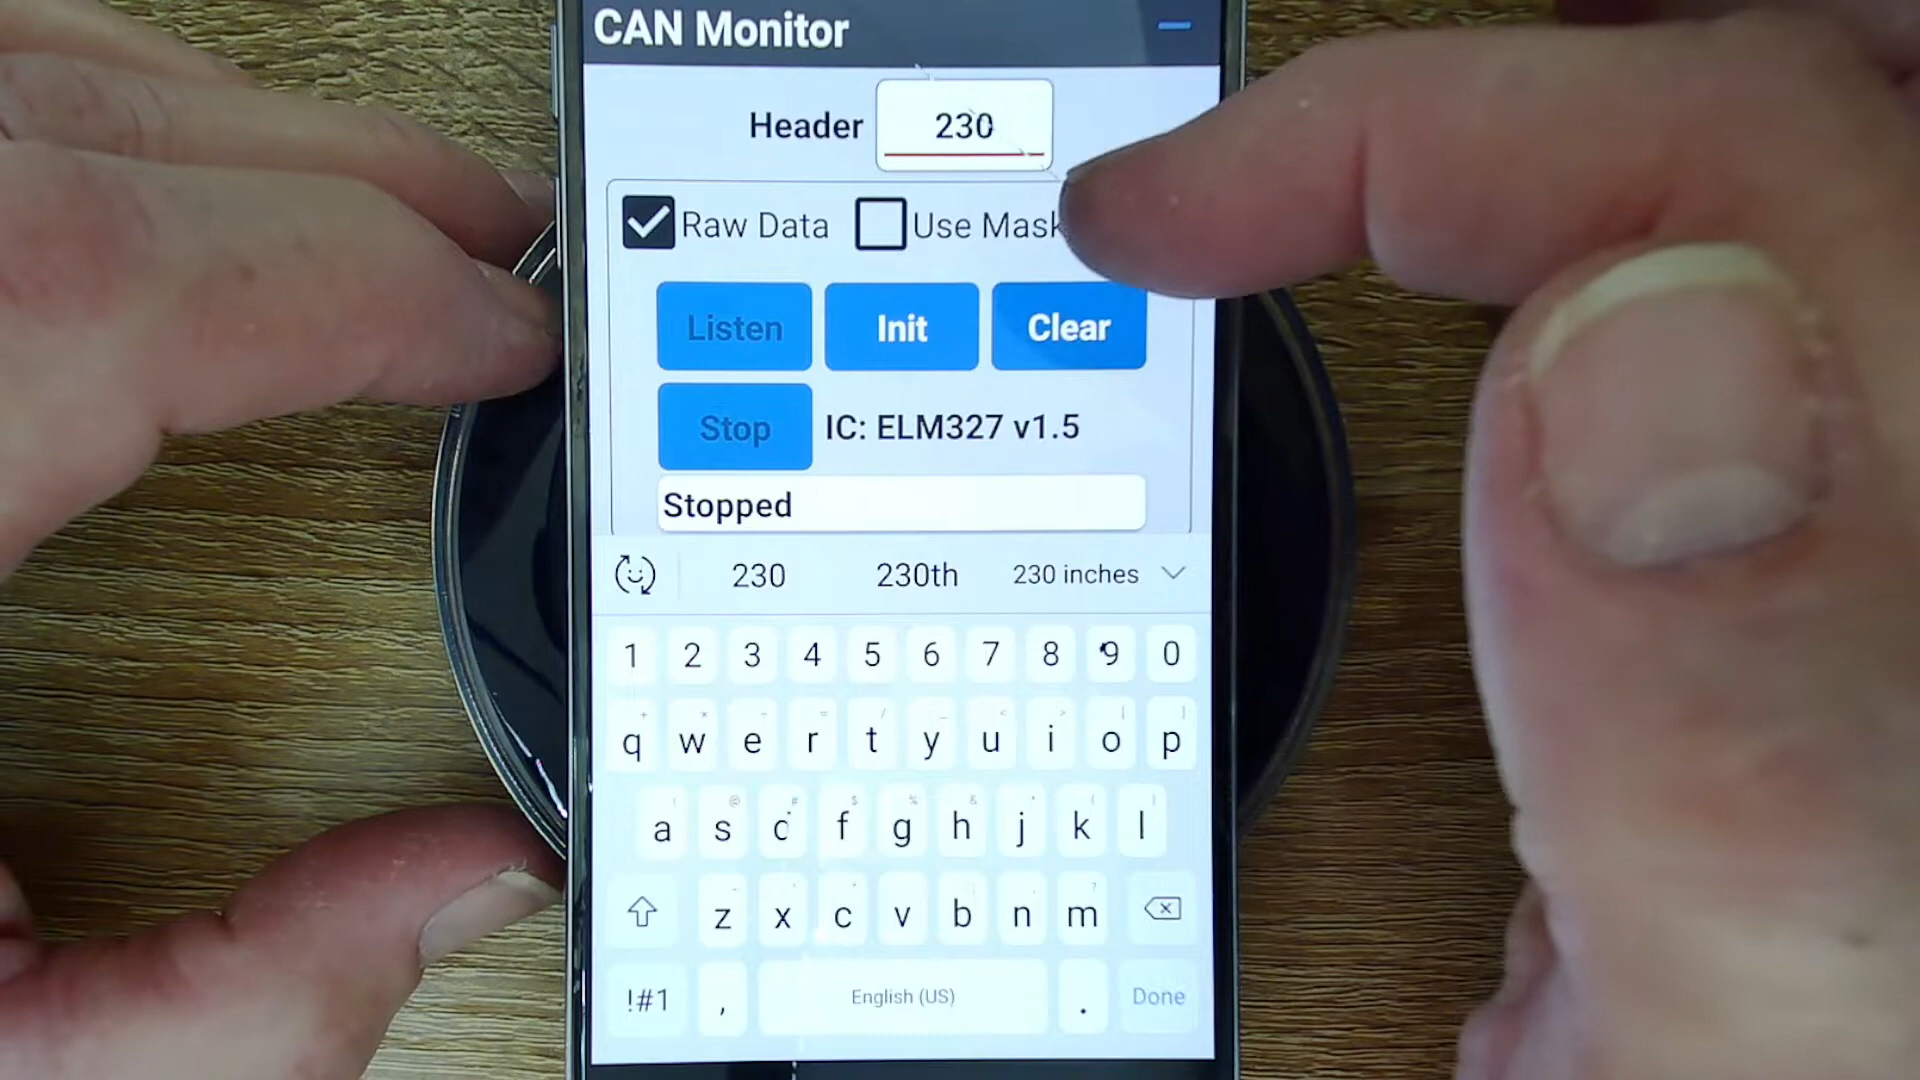 CAN Monitor
Header 230
Raw Data Use Mask
Listen Init Clear
Stop IC: ELM327 v1.5
Stopped
230 230th 230 inches
1 2 3 4 5 6 7 8 9 0
q w e r t y u i o p
a s d f g h j k l
z x c v b n m
!#1 , English (US) . Done